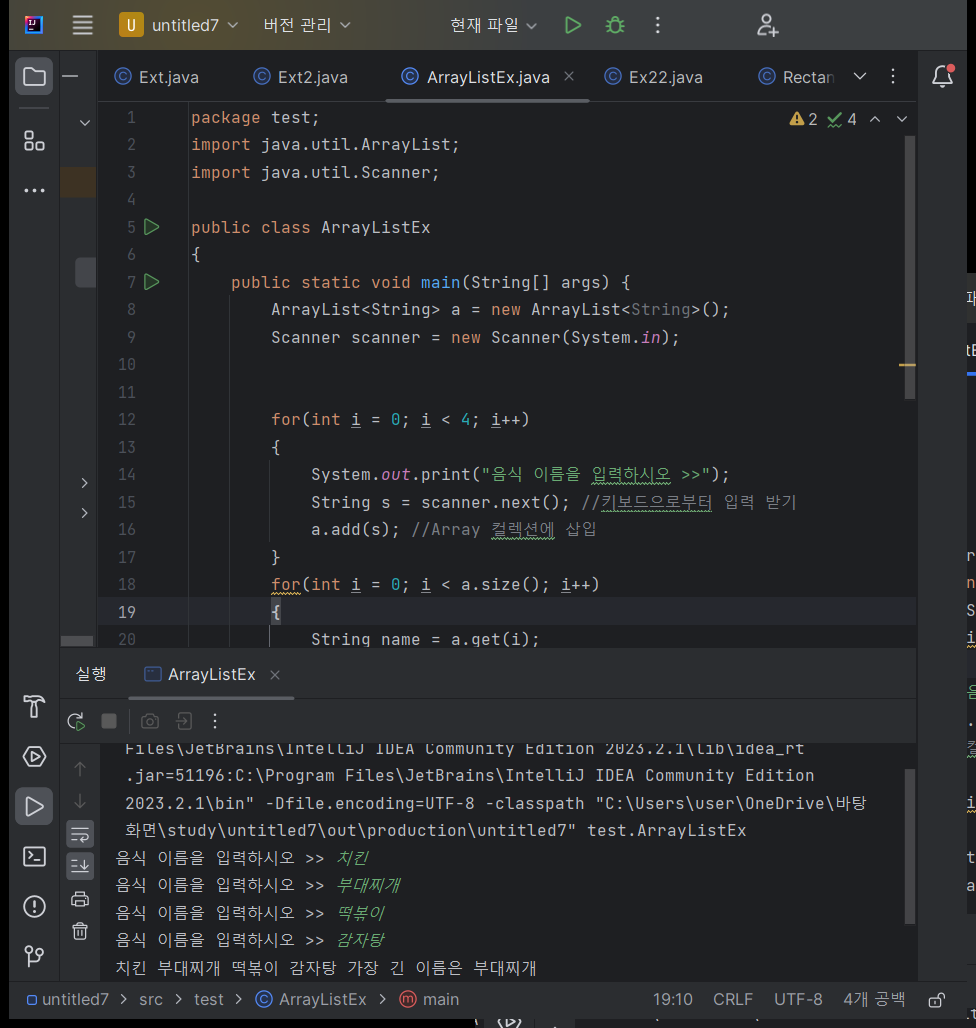 U untitled7 버전 관리 현재 파일
Ext.java Ext2.java ArrayListEx.java Ex22.java Rectan
2 4
1 package test;
2 import java.util.ArrayList;
3 import java.util.Scanner;
4
5 public class ArrayListEx
6 {
7 public static void main(String[] args) {
8 ArrayList<String> a = new ArrayList<String>();
9 Scanner scanner = new Scanner(System.in);
10
11
12 for(int i = 0; i < 4; i++)
13 {
14 System.out.print("음식 이름을 입력하시오 >>");
15 String s = scanner.next(); //키보드으로부터 입력 받기
16 a.add(s); //Array 컬렉션에 삽입
17 }
18 for(int i = 0; i < a.size(); i++)
19 {
20 String name = a.get(i);
실행 ArrayListEx
Files\JetBrains\IntelliJ IDEA Community Edition 2023.2.1\lib\idea_rt
.jar=51196:C:\Program Files\JetBrains\IntelliJ IDEA Community Edition
2023.2.1\bin" -Dfile.encoding=UTF-8 -classpath "C:\Users\user\OneDrive\바탕
화면\study\untitled7\out\production\untitled7" test.ArrayListEx
음식 이름을 입력하시오 >> 치킨
음식 이름을 입력하시오 >> 부대찌개
음식 이름을 입력하시오 >> 떡볶이
음식 이름을 입력하시오 >> 감자탕
치킨 부대찌개 떡볶이 감자탕 가장 긴 이름은 부대찌개
untitled7 > src > test > ArrayListEx > main 19:10 CRLF UTF-8 4개 공백